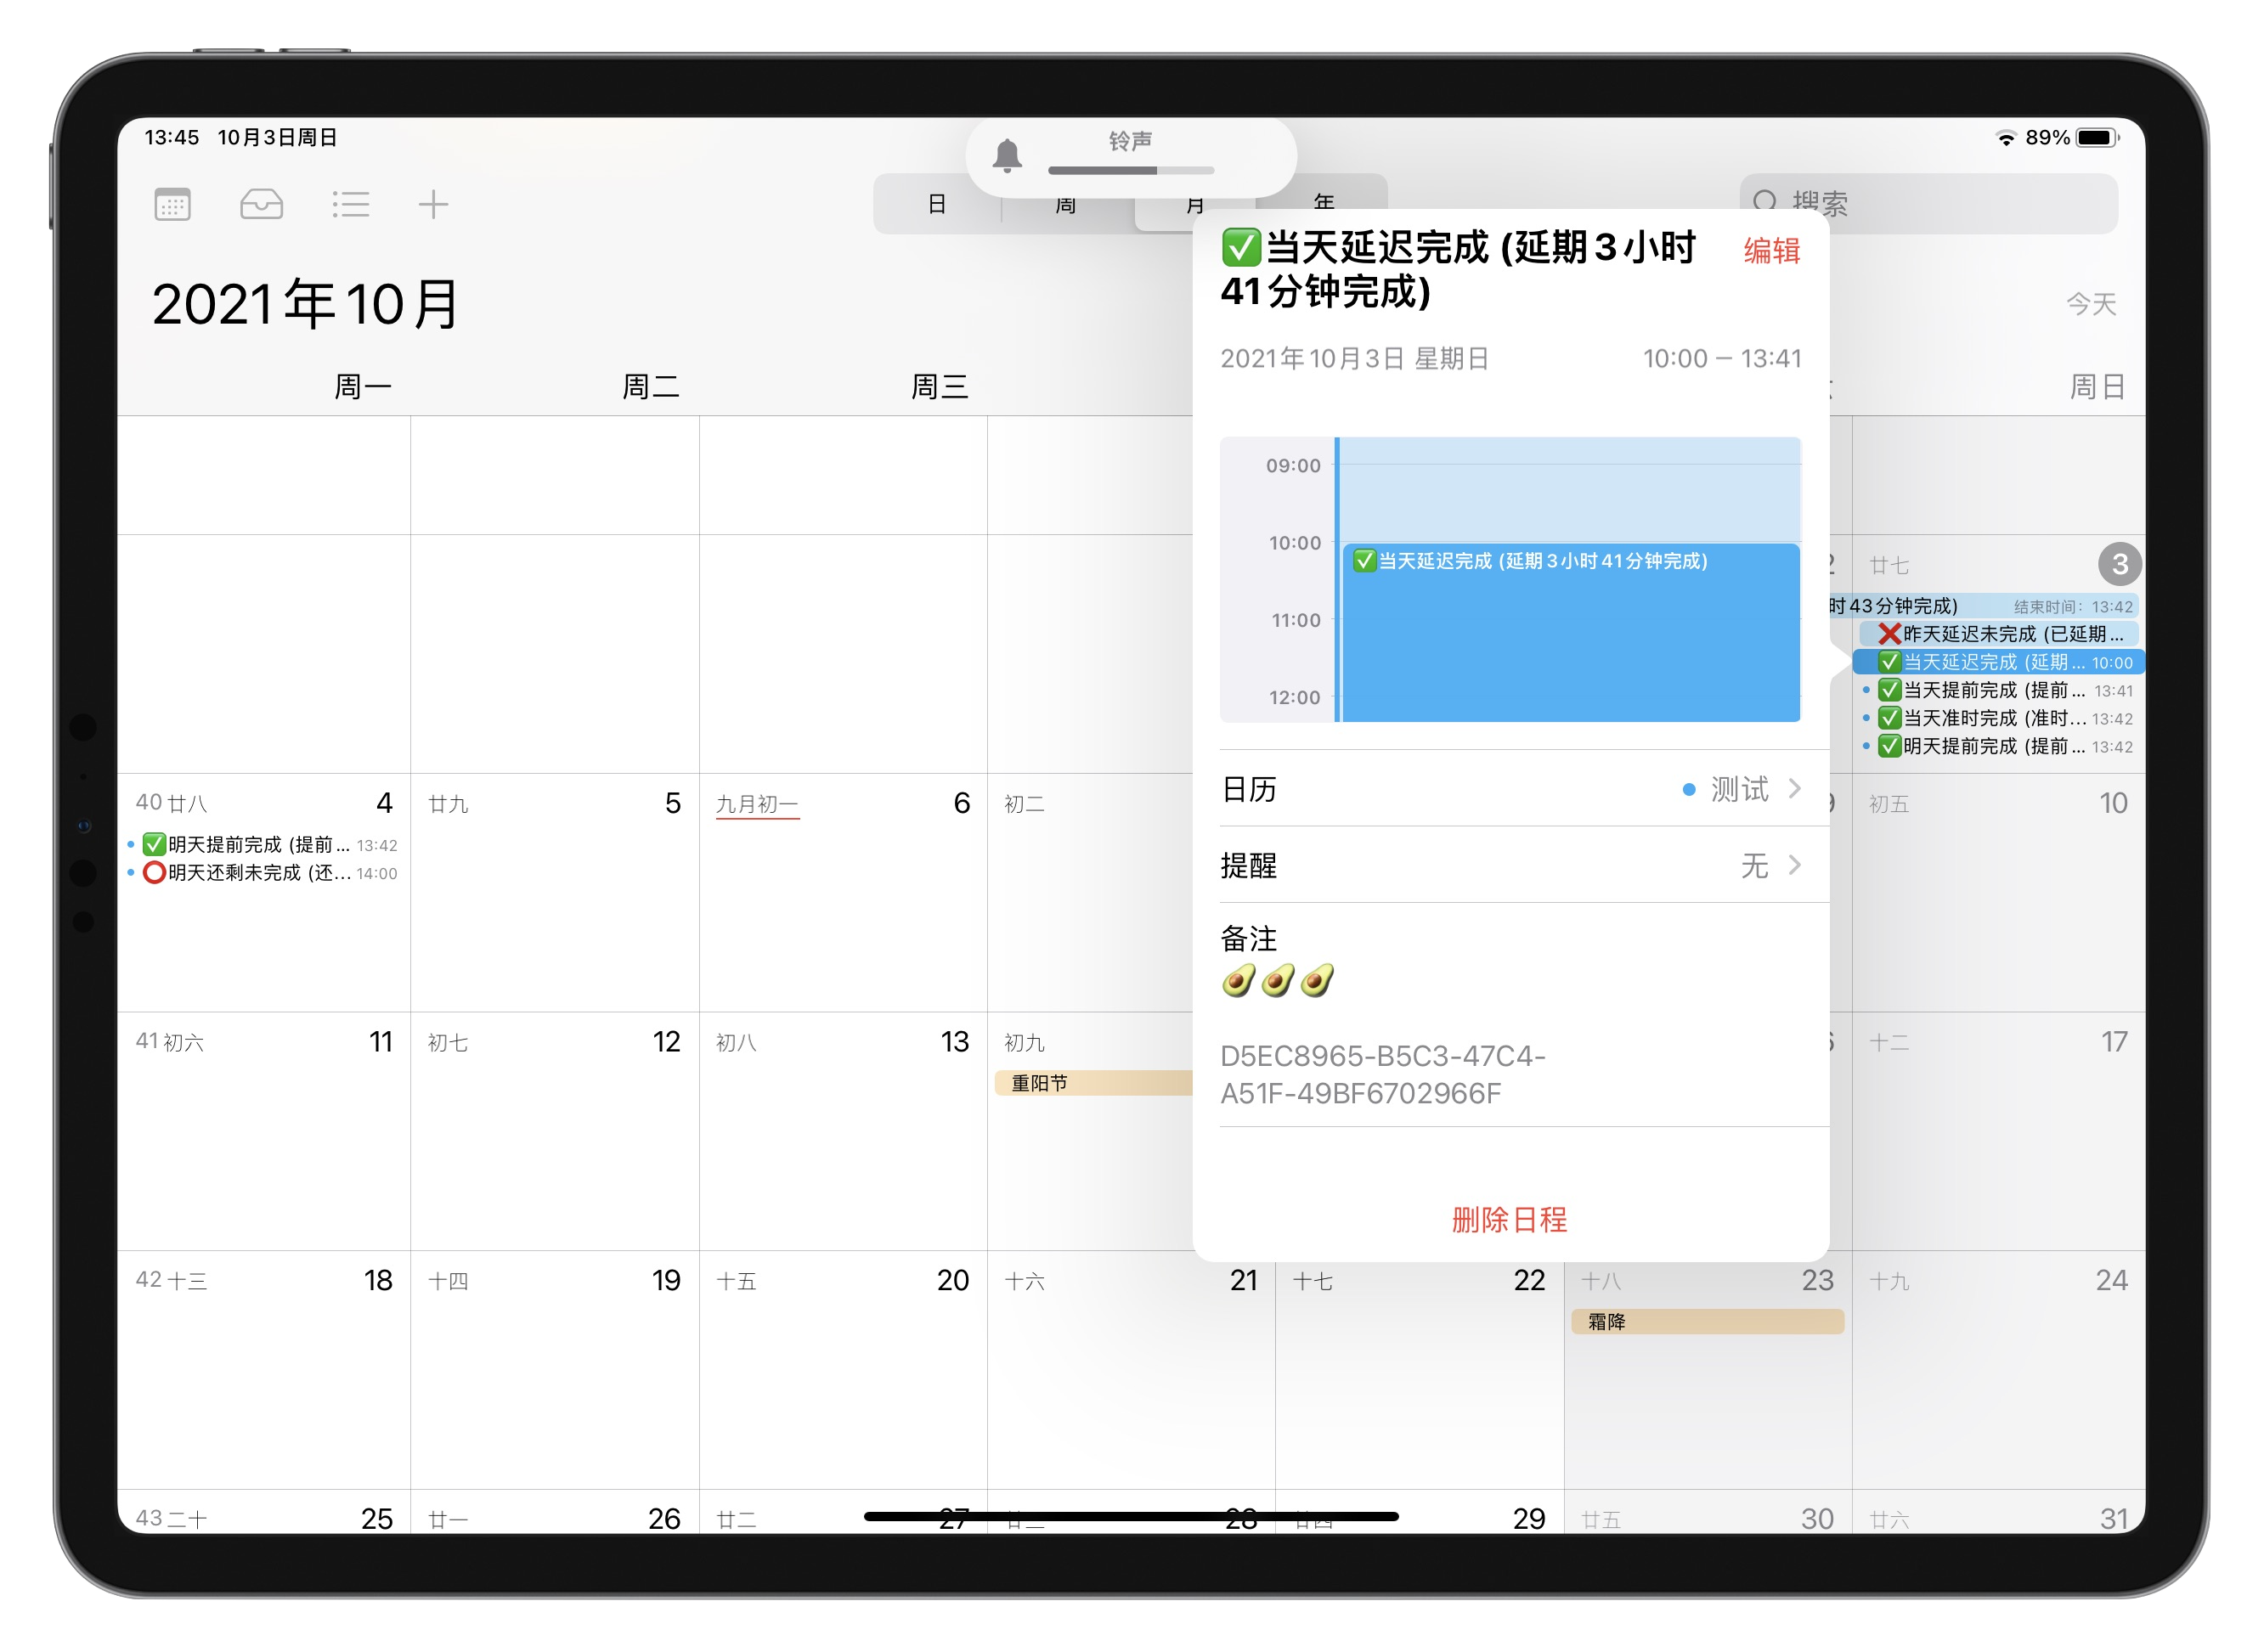 13:45 10月3日周日
铃声
89%
日 周 月 年
搜索
2021年10月
今天
周一 周二 周三 周日
✅当天延迟完成 (延期3小时
41分钟完成)
编辑
2021年10月3日 星期日 10:00 – 13:41
09:00
10:00
✅当天延迟完成 (延期3小时41分钟完成)
11:00
12:00
日历 测试
提醒 无
备注
🥑🥑🥑
D5EC8965-B5C3-47C4-
A51F-49BF6702966F
删除日程
廿七 3
时43分钟完成) 结束时间：13:42
❌昨天延迟未完成 (已延期...
✅当天延迟完成 (延期... 10:00
✅当天提前完成 (提前... 13:41
✅当天准时完成 (准时... 13:42
✅明天提前完成 (提前... 13:42
40 廿八 4 廿九 5 九月初一 6 初二 初五 10
✅明天提前完成 (提前... 13:42
⭕明天还剩未完成 (还... 14:00
41 初六 11 初七 12 初八 13 初九 十二 17
重阳节
42 十三 18 十四 19 十五 20 十六 21 十七 22 十八 23 十九 24
霜降
43 二十 25 廿一 26 廿二 27 28 廿四 29 廿五 30 廿六 31